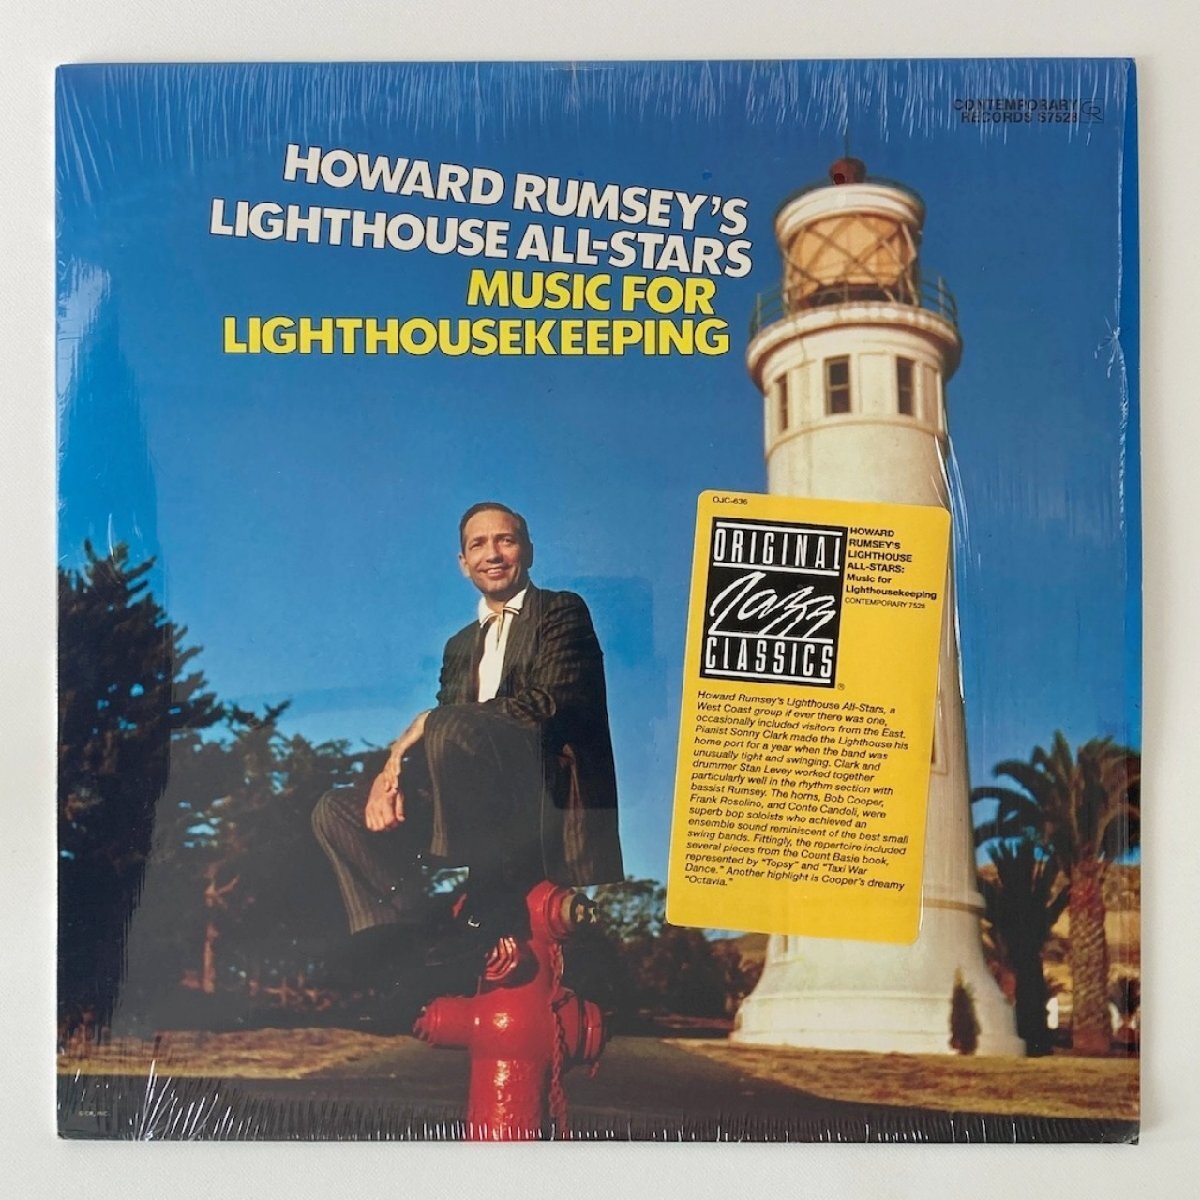 CONTEMPORARY
RECORDS S7528 CR
HOWARD RUMSEY'S
LIGHTHOUSE ALL-STARS
MUSIC FOR
LIGHTHOUSEKEEPING
OJC-636
ORIGINAL
Jazz
CLASSICS
®
HOWARD
RUMSEY'S
LIGHTHOUSE
ALL-STARS:
Music for
Lighthousekeeping
CONTEMPORARY 7528
Howard Rumsey's Lighthouse All-Stars, a
West Coast group if ever there was one,
occasionally included visitors from the East.
Pianist Sonny Clark made the Lighthouse his
home port for a year when the band was
unusually tight and swinging. Clark and
drummer Stan Levey worked together
particularly well in the rhythm section with
bassist Rumsey. The horns, Bob Cooper,
Frank Rosolino, and Conte Candoli, were
superb bop soloists who achieved an
ensemble sound reminiscent of the best small
swing bands. Fittingly, the repertoire included
several pieces from the Count Basie book,
represented by "Topsy" and "Taxi War
Dance." Another highlight is Cooper's dreamy
"Octavia."
© CR, INC.